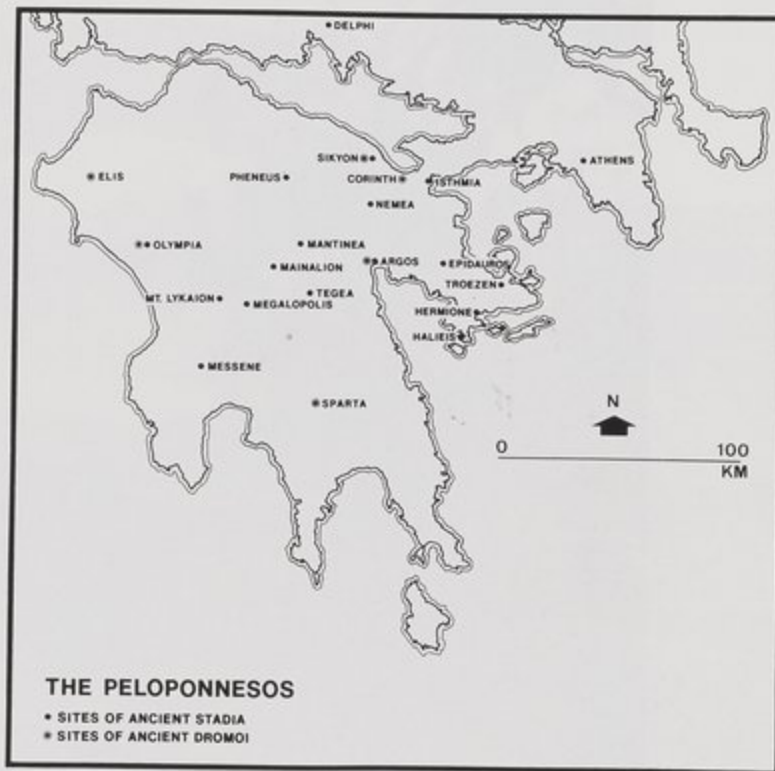 DELPHI
SIKYON
ATHENS
ELIS
PHENEUS
CORINTH
ISTHMIA
NEMEA
OLYMPIA
MANTINEA
ARGOS
EPIDAUROS
MAINALION
TROEZEN
MT. LYKAION
TEGEA
MEGALOPOLIS
HERMIONE
HALIEIS
MESSENE
SPARTA
N
0 100
KM
THE PELOPONNESOS
• SITES OF ANCIENT STADIA
◉ SITES OF ANCIENT DROMOI